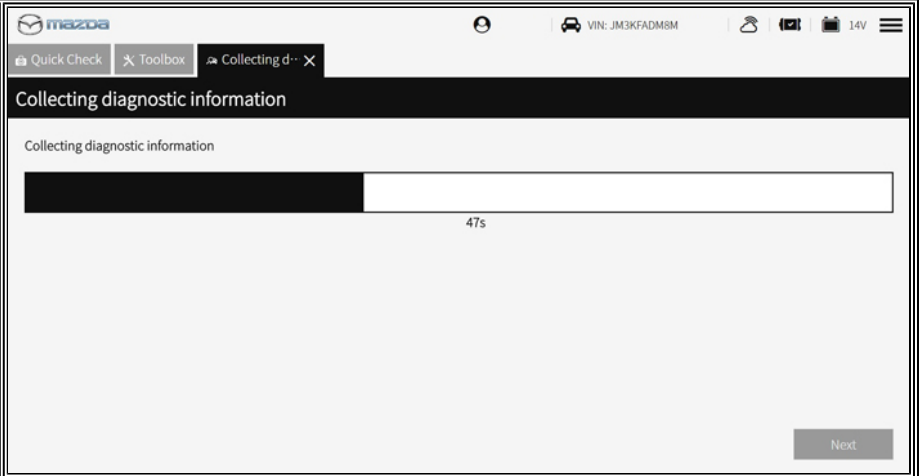 mazda VIN: JM3KFADM8M 14V
Quick Check Toolbox Collecting d···
Collecting diagnostic information
Collecting diagnostic information
47s
Next